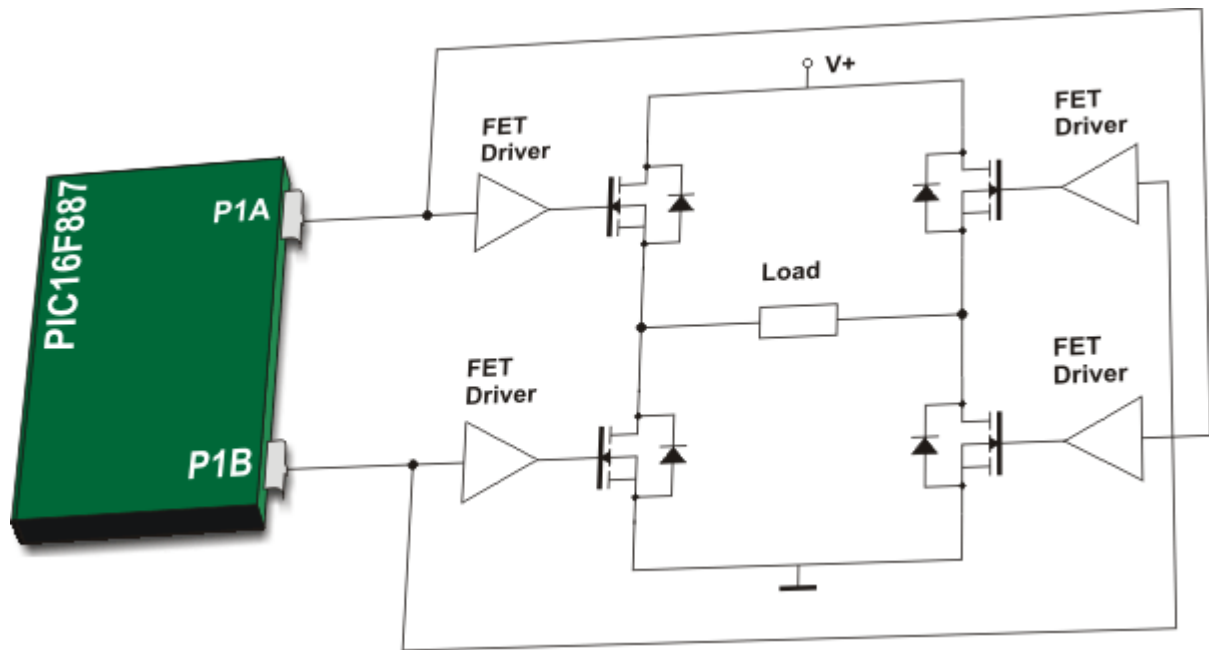 PIC16F887
P1A
P1B
FET
Driver
V+
FET
Driver
Load
FET
Driver
FET
Driver